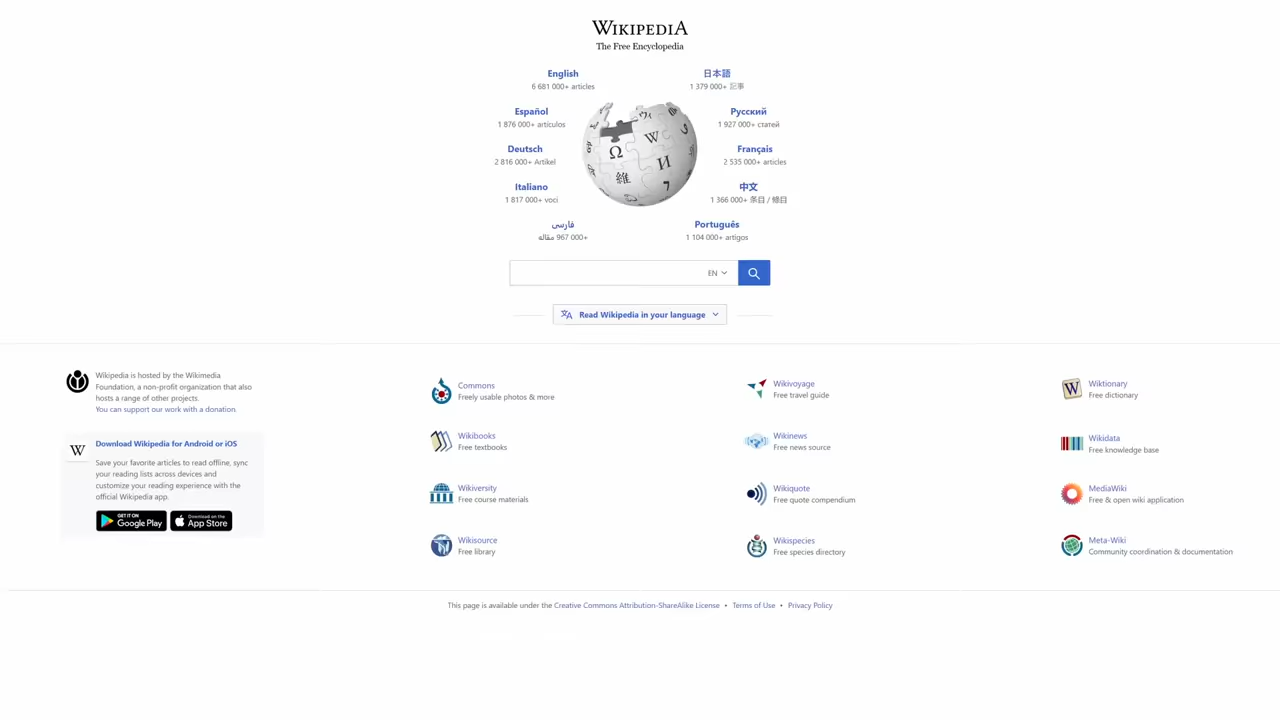 WIKIPEDIA
The Free Encyclopedia
English
6 681 000+ articles
日本語
1 379 000+ 記事
Español
1 876 000+ artículos
Русский
1 927 000+ статей
Deutsch
2 816 000+ Artikel
Français
2 535 000+ articles
Italiano
1 817 000+ voci
中文
1 366 000+ 条目 / 條目
فارسی
967 000+ مقاله
Português
1 104 000+ artigos
Ω
W
И
維
7
EN
Read Wikipedia in your language
Wikipedia is hosted by the Wikimedia
Foundation, a non-profit organization that also
hosts a range of other projects.
You can support our work with a donation.
W
Download Wikipedia for Android or iOS
Save your favorite articles to read offline, sync
your reading lists across devices and
customize your reading experience with the
official Wikipedia app.
GET IT ON
Google Play
Download on the
App Store
Commons
Freely usable photos & more
Wikivoyage
Free travel guide
W
Wiktionary
Free dictionary
Wikibooks
Free textbooks
Wikinews
Free news source
Wikidata
Free knowledge base
Wikiversity
Free course materials
Wikiquote
Free quote compendium
MediaWiki
Free & open wiki application
Wikisource
Free library
Wikispecies
Free species directory
Meta-Wiki
Community coordination & documentation
This page is available under the Creative Commons Attribution-ShareAlike License • Terms of Use • Privacy Policy